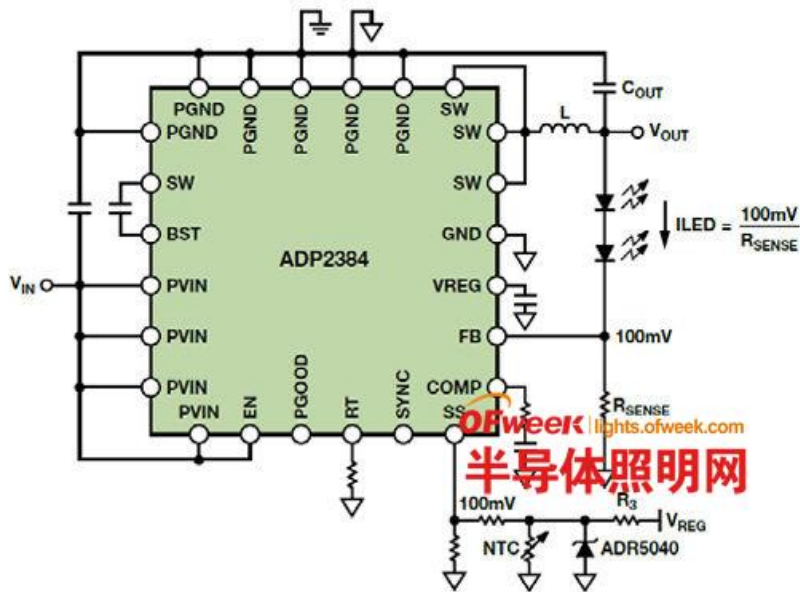 PGND
PGND
PGND
PGND
PGND
SW
COUT
PGND
SW
L
VOUT
SW
SW
ILED = 100mV
RSENSE
BST
GND
ADP2384
VIN
PVIN
VREG
PVIN
FB
100mV
PVIN
COMP
PVIN
EN
PGOOD
RT
SYNC
SS
RSENSE
OFweek lights.ofweek.com
半导体照明网
100mV
R3
VREG
NTC
ADR5040